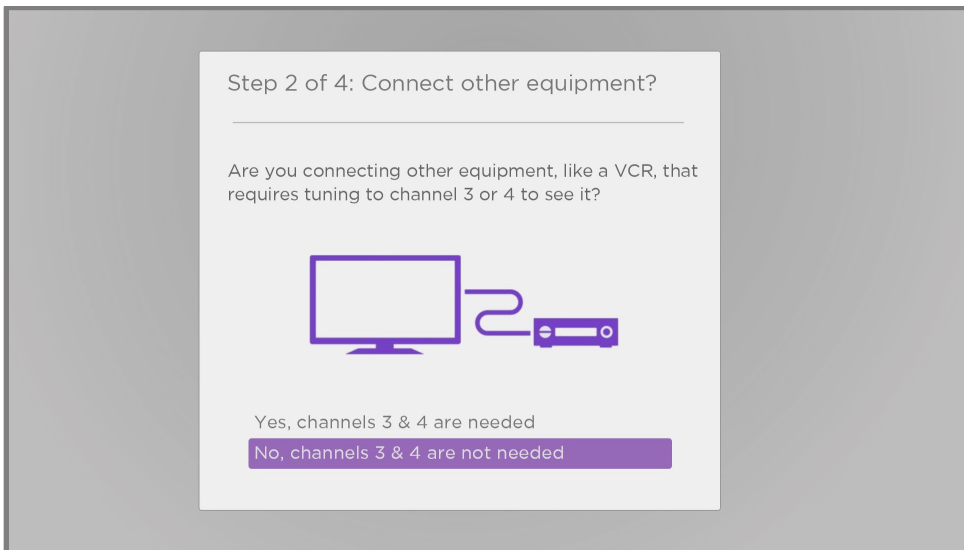 Step 2 of 4: Connect other equipment?
Are you connecting other equipment, like a VCR, that
requires tuning to channel 3 or 4 to see it?
Yes, channels 3 & 4 are needed
No, channels 3 & 4 are not needed